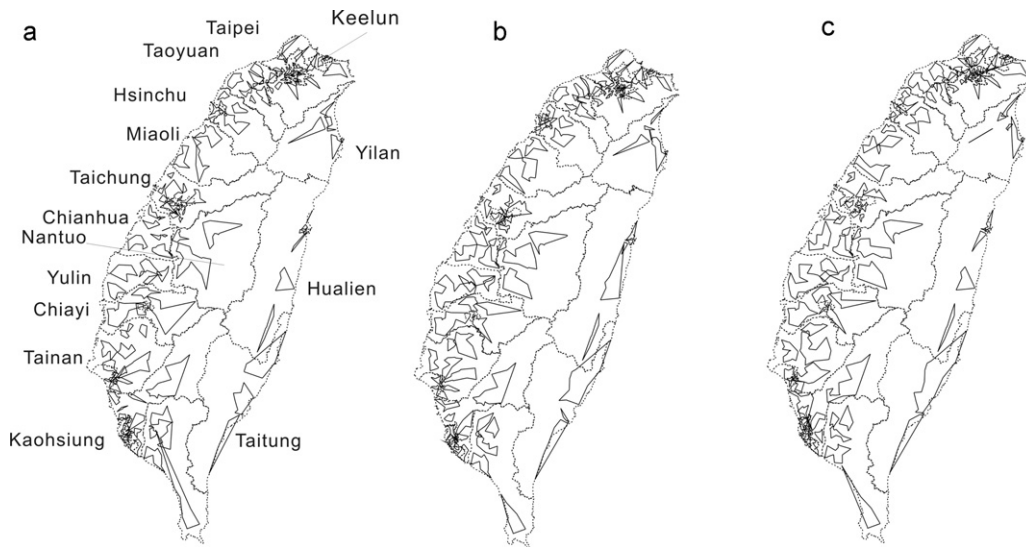 a
Taipei
Keelun
Taoyuan
Hsinchu
Miaoli
Yilan
Taichung
Chianhua
Nantuo
Yulin
Hualien
Chiayi
Tainan
Kaohsiung
Taitung
b
c